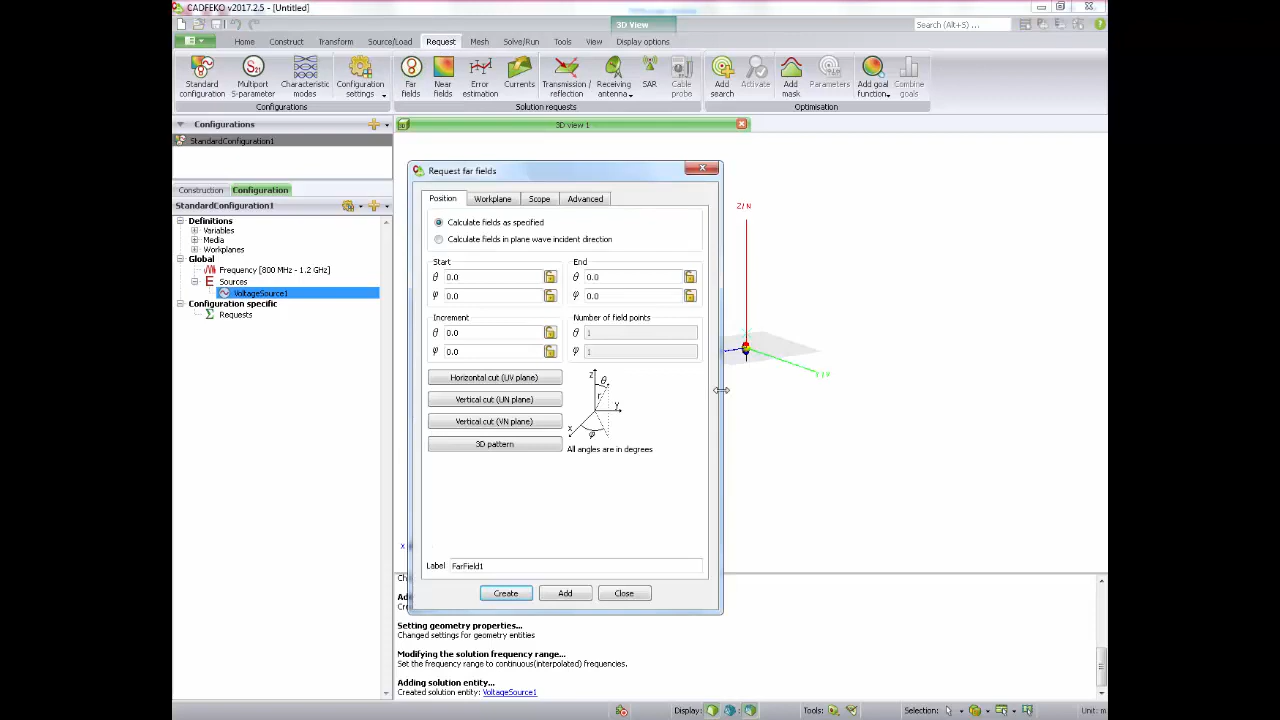 CADFEKO v2017.2.5 - [Untitled]
3D View
Search (Alt+S)
Home Construct Transform Source/Load Request Mesh Solve/Run Tools View Display options
Standard configuration
Multiport S-parameter
Characteristic modes
Configuration settings
Far fields
Near fields
Error estimation
Currents
Transmission / reflection
Receiving antenna
SAR
Cable probe
Add search
Activate
Add mask
Parameters
Add goal function
Combine goals
Configurations
Solution requests
Optimisation
Configurations
StandardConfiguration1
3D view 1
Construction Configuration
StandardConfiguration1
Definitions
Variables
Media
Workplanes
Global
Frequency [800 MHz - 1.2 GHz]
Sources
VoltageSource1
Configuration specific
Requests
Request far fields
Position Workplane Scope Advanced
Calculate fields as specified
Calculate fields in plane wave incident direction
Start End
θ 0.0 θ 0.0
φ 0.0 φ 0.0
Increment Number of field points
θ 0.0 θ 1
φ 0.0 φ 1
Horizontal cut (UV plane)
Vertical cut (UN plane)
Vertical cut (VN plane)
3D pattern
z
θ
r
y
x
φ
All angles are in degrees
Label FarField1
Create Add Close
Z/N
Y/V
x
Setting geometry properties...
Changed settings for geometry entities
Modifying the solution frequency range...
Set the frequency range to continuous(interpolated) frequencies.
Adding solution entity...
Created solution entity: VoltageSource1
Display: Tools: Selection: Unit: m